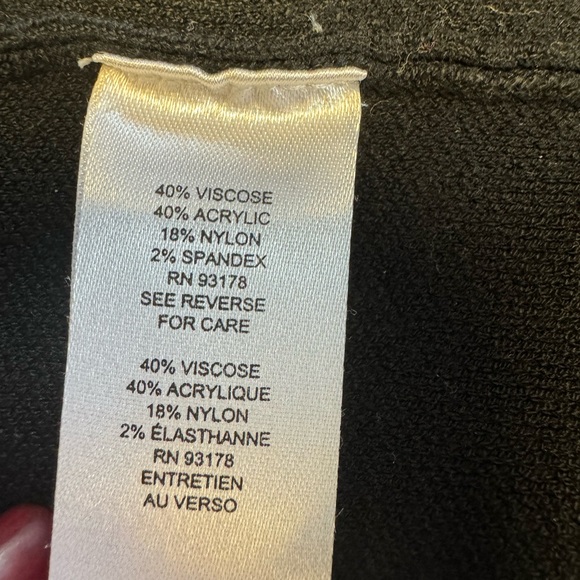 40% VISCOSE
40% ACRYLIC
18% NYLON
2% SPANDEX
RN 93178
SEE REVERSE
FOR CARE
40% VISCOSE
40% ACRYLIQUE
18% NYLON
2% ÉLASTHANNE
RN 93178
ENTRETIEN
AU VERSO